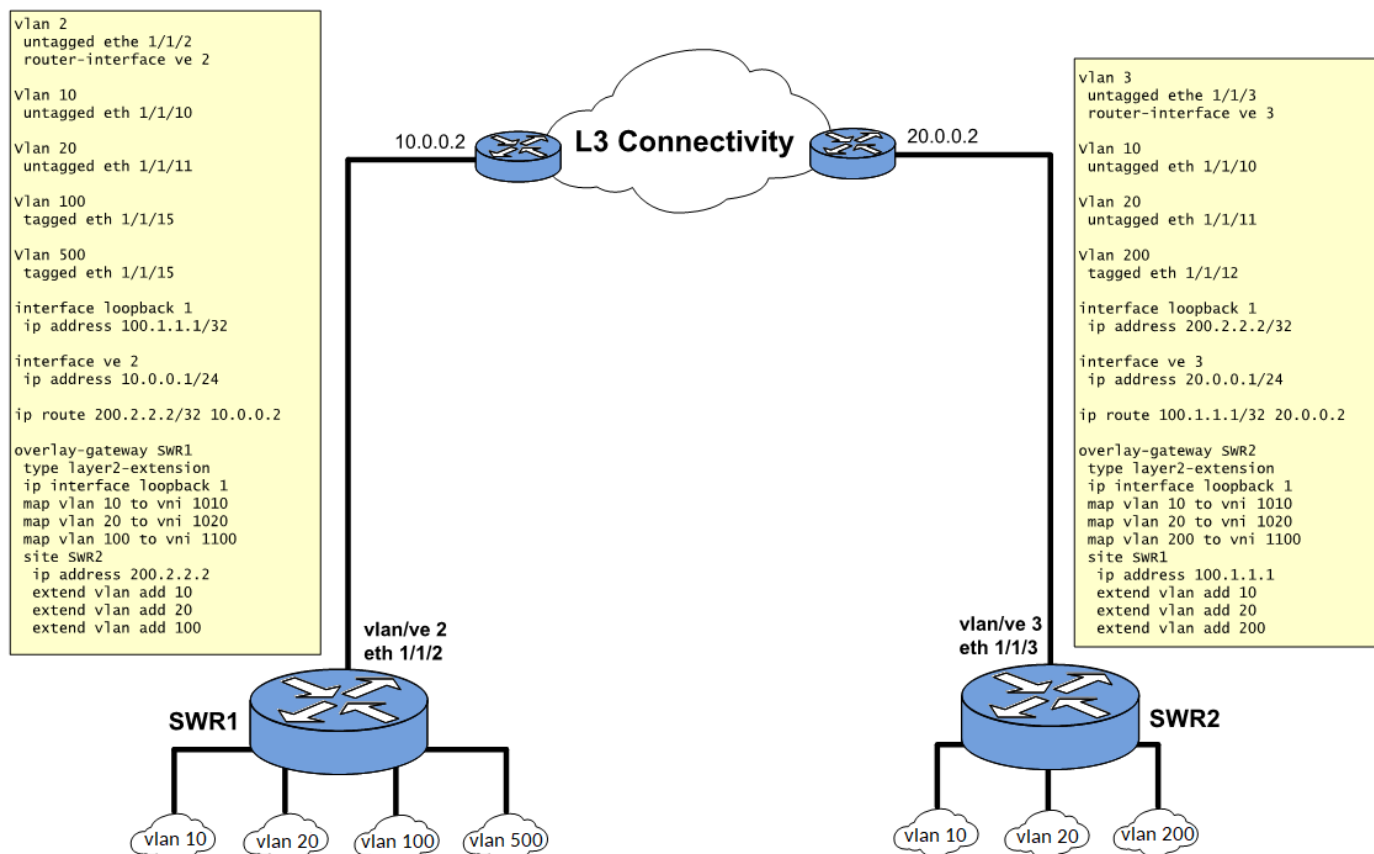 vlan 2
untagged ethe 1/1/2
router-interface ve 2
vlan 10
untagged eth 1/1/10
vlan 20
untagged eth 1/1/11
vlan 100
tagged eth 1/1/15
vlan 500
tagged eth 1/1/15
interface loopback 1
ip address 100.1.1.1/32
interface ve 2
ip address 10.0.0.1/24
ip route 200.2.2.2/32 10.0.0.2
overlay-gateway SWR1
type layer2-extension
ip interface loopback 1
map vlan 10 to vni 1010
map vlan 20 to vni 1020
map vlan 100 to vni 1100
site SWR2
ip address 200.2.2.2
extend vlan add 10
extend vlan add 20
extend vlan add 100
10.0.0.2
L3 Connectivity
20.0.0.2
vlan 3
untagged ethe 1/1/3
router-interface ve 3
vlan 10
untagged eth 1/1/10
vlan 20
untagged eth 1/1/11
vlan 200
tagged eth 1/1/12
interface loopback 1
ip address 200.2.2.2/32
interface ve 3
ip address 20.0.0.1/24
ip route 100.1.1.1/32 20.0.0.2
overlay-gateway SWR2
type layer2-extension
ip interface loopback 1
map vlan 10 to vni 1010
map vlan 20 to vni 1020
map vlan 200 to vni 1100
site SWR1
ip address 100.1.1.1
extend vlan add 10
extend vlan add 20
extend vlan add 200
vlan/ve 2
eth 1/1/2
vlan/ve 3
eth 1/1/3
SWR1
SWR2
vlan 10
vlan 20
vlan 100
vlan 500
vlan 10
vlan 20
vlan 200